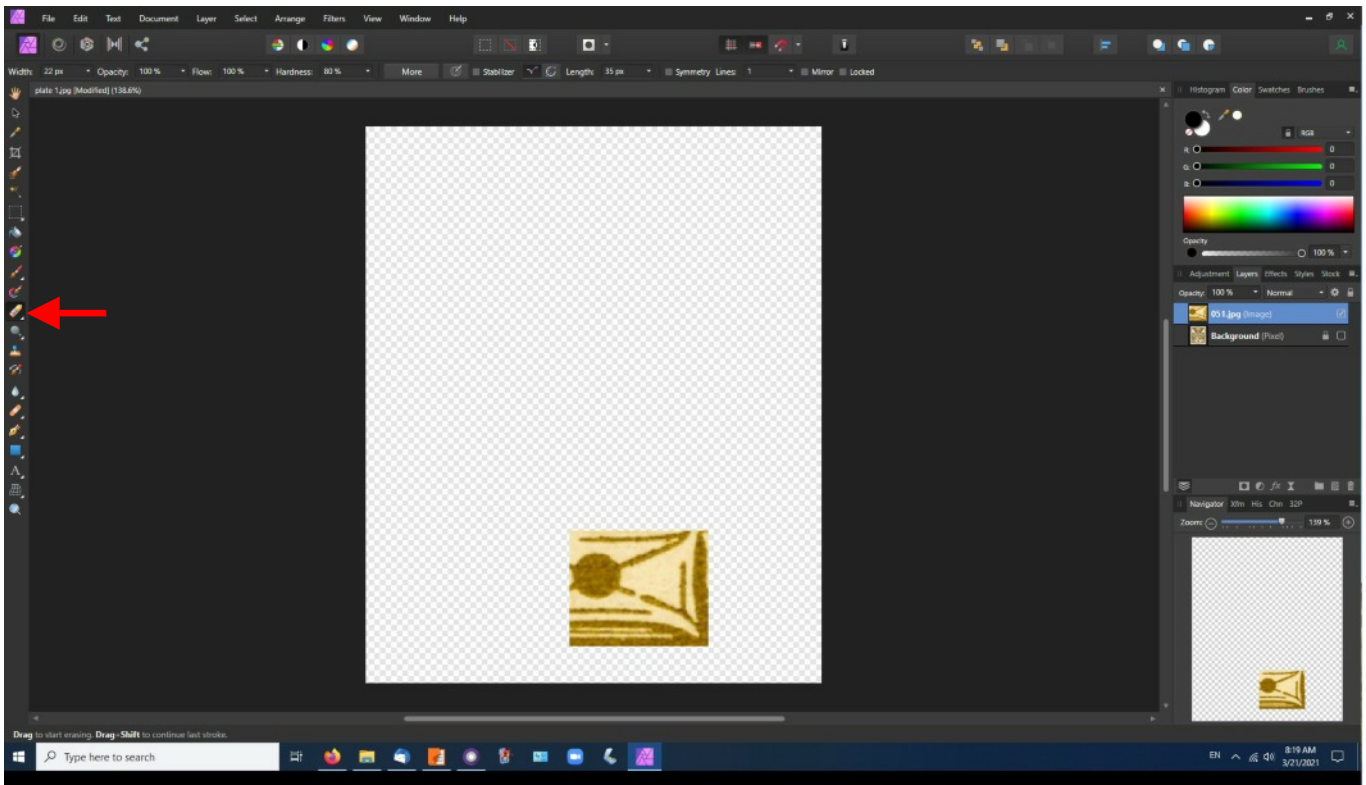 File Edit Text Document Layer Select Arrange Filters View Window Help
Width: 22 px Opacity: 100 % Flow: 100 % Hardness: 80 % More Stabilizer Length: 35 px Symmetry Lines: 1 Mirror Locked
plate 1.jpg [Modified] (138.6%)
Histogram Color Swatches Brushes
RGB
R: 0
G: 0
B: 0
Opacity
100 %
Adjustment Layers Effects Styles Stock
Opacity: 100 % Normal
051.jpg (Image)
Background (Pixel)
Navigator Xfm His Chn 32P
Zoom: 139 %
Drag to start erasing. Drag+Shift to continue last stroke.
Type here to search
EN 8:19 AM
3/21/2021